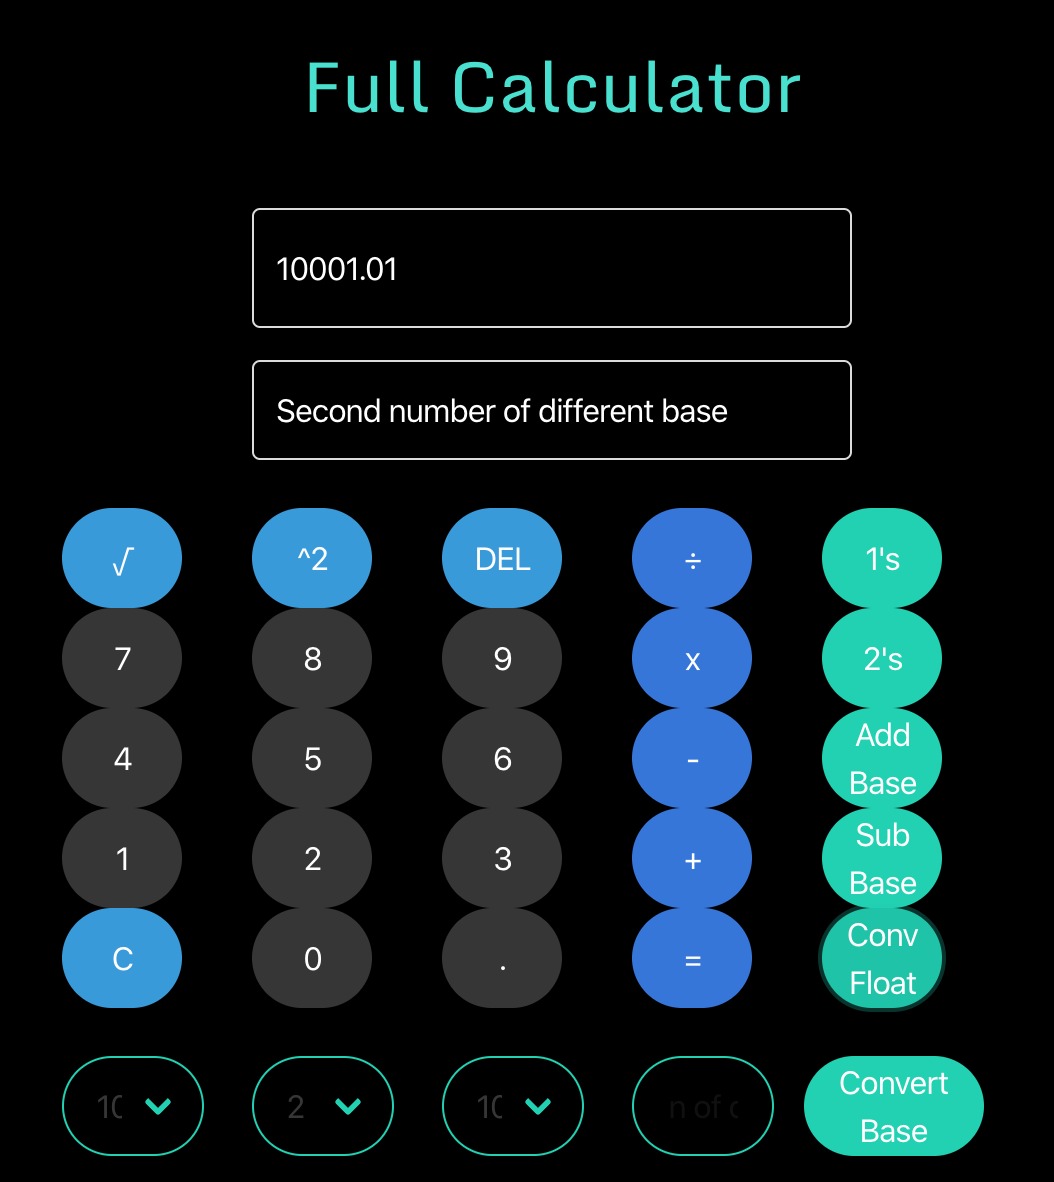 Full Calculator
10001.01
Second number of different base
√ ^2 DEL ÷ 1's
7 8 9 x 2's
4 5 6 - Add Base
1 2 3 + Sub Base
C 0 . = Conv Float
10 2 10 n of Convert Base